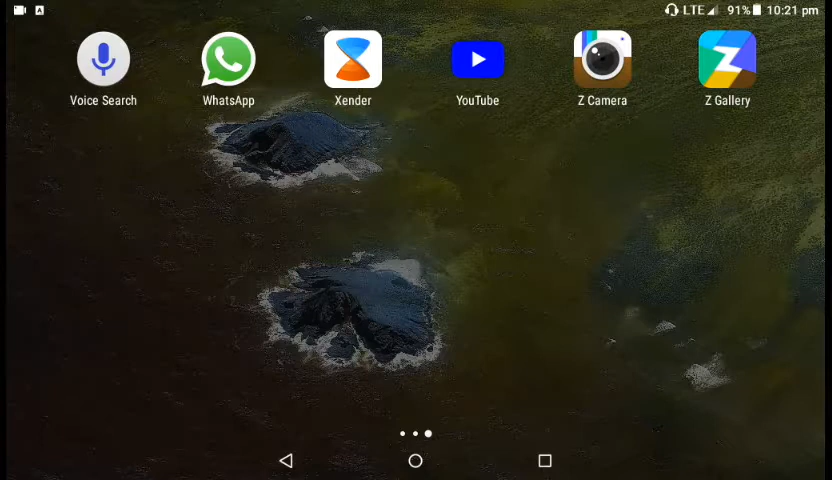 A LTE 91% 10:21 pm
Voice Search WhatsApp Xender YouTube Z Camera Z Gallery